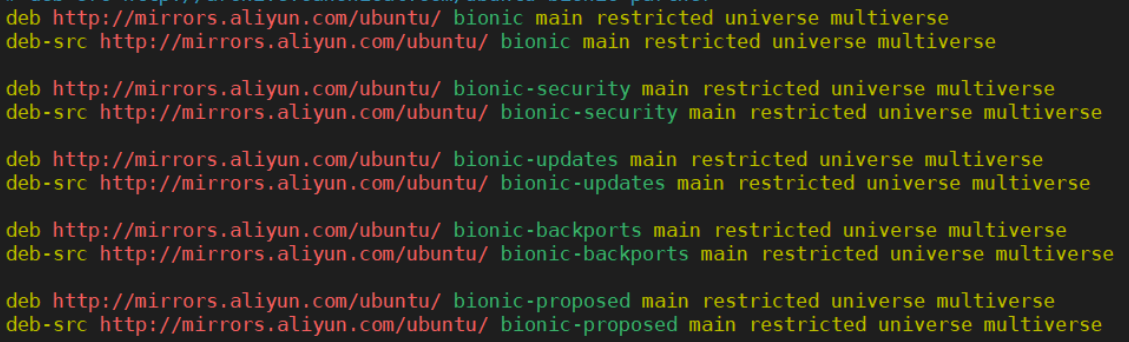 deb http://mirrors.aliyun.com/ubuntu/ bionic main restricted universe multiverse
deb-src http://mirrors.aliyun.com/ubuntu/ bionic main restricted universe multiverse
deb http://mirrors.aliyun.com/ubuntu/ bionic-security main restricted universe multiverse
deb-src http://mirrors.aliyun.com/ubuntu/ bionic-security main restricted universe multiverse
deb http://mirrors.aliyun.com/ubuntu/ bionic-updates main restricted universe multiverse
deb-src http://mirrors.aliyun.com/ubuntu/ bionic-updates main restricted universe multiverse
deb http://mirrors.aliyun.com/ubuntu/ bionic-backports main restricted universe multiverse
deb-src http://mirrors.aliyun.com/ubuntu/ bionic-backports main restricted universe multiverse
deb http://mirrors.aliyun.com/ubuntu/ bionic-proposed main restricted universe multiverse
deb-src http://mirrors.aliyun.com/ubuntu/ bionic-proposed main restricted universe multiverse